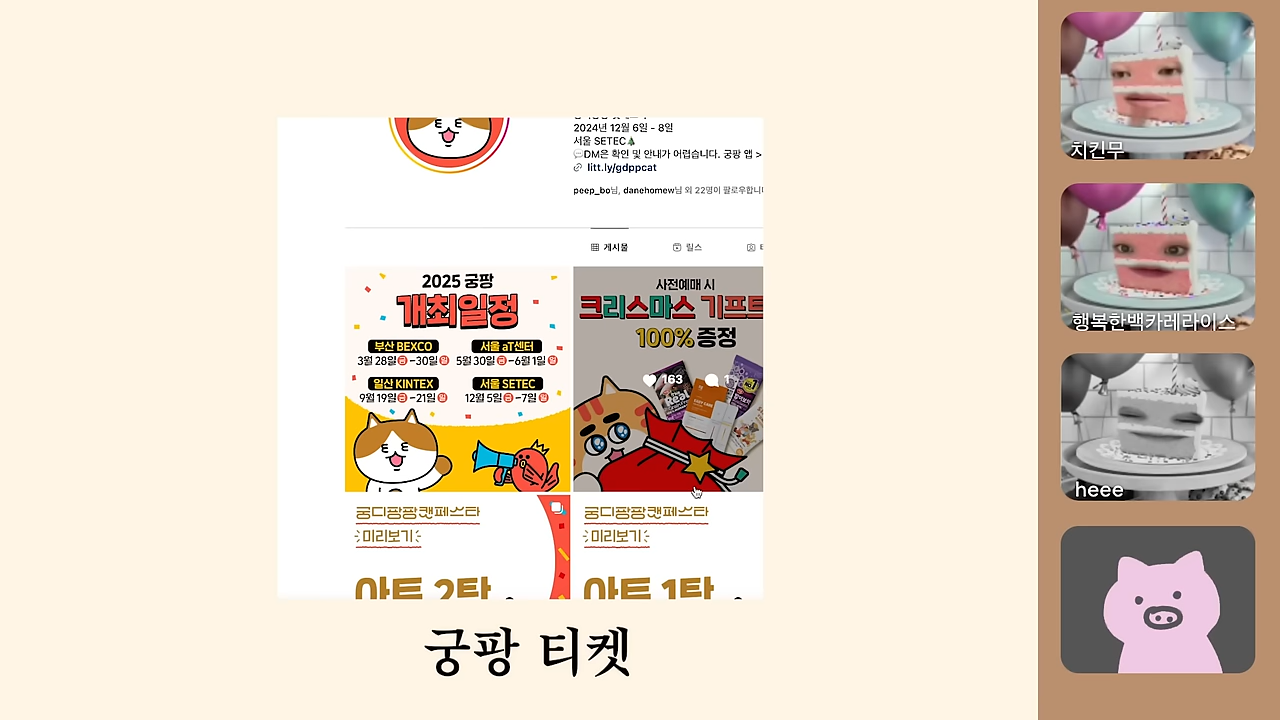 2024년 12월 6일 - 8일
서울 SETEC🎄
💬DM은 확인 및 안내가 어렵습니다. 궁팡 앱 >
litt.ly/gdppcat
peep_bo님, danehomew님 외 22명이 팔로우합니
게시물
릴스
2025 궁팡
개최일정
부산 BEXCO
3월 28일금~30일일
서울 aT센터
5월 30일금~6월 1일일
일산 KINTEX
9월 19일금~21일일
서울 SETEC
12월 5일금~7일일
사전예매 시
크리스마스 기프트
100% 증정
163
궁디팡팡캣페스타
미리보기
아트 2탄
궁디팡팡캣페스타
미리보기
아트 1탄
궁팡 티켓
치킨무
행복한백카레라이스
heee